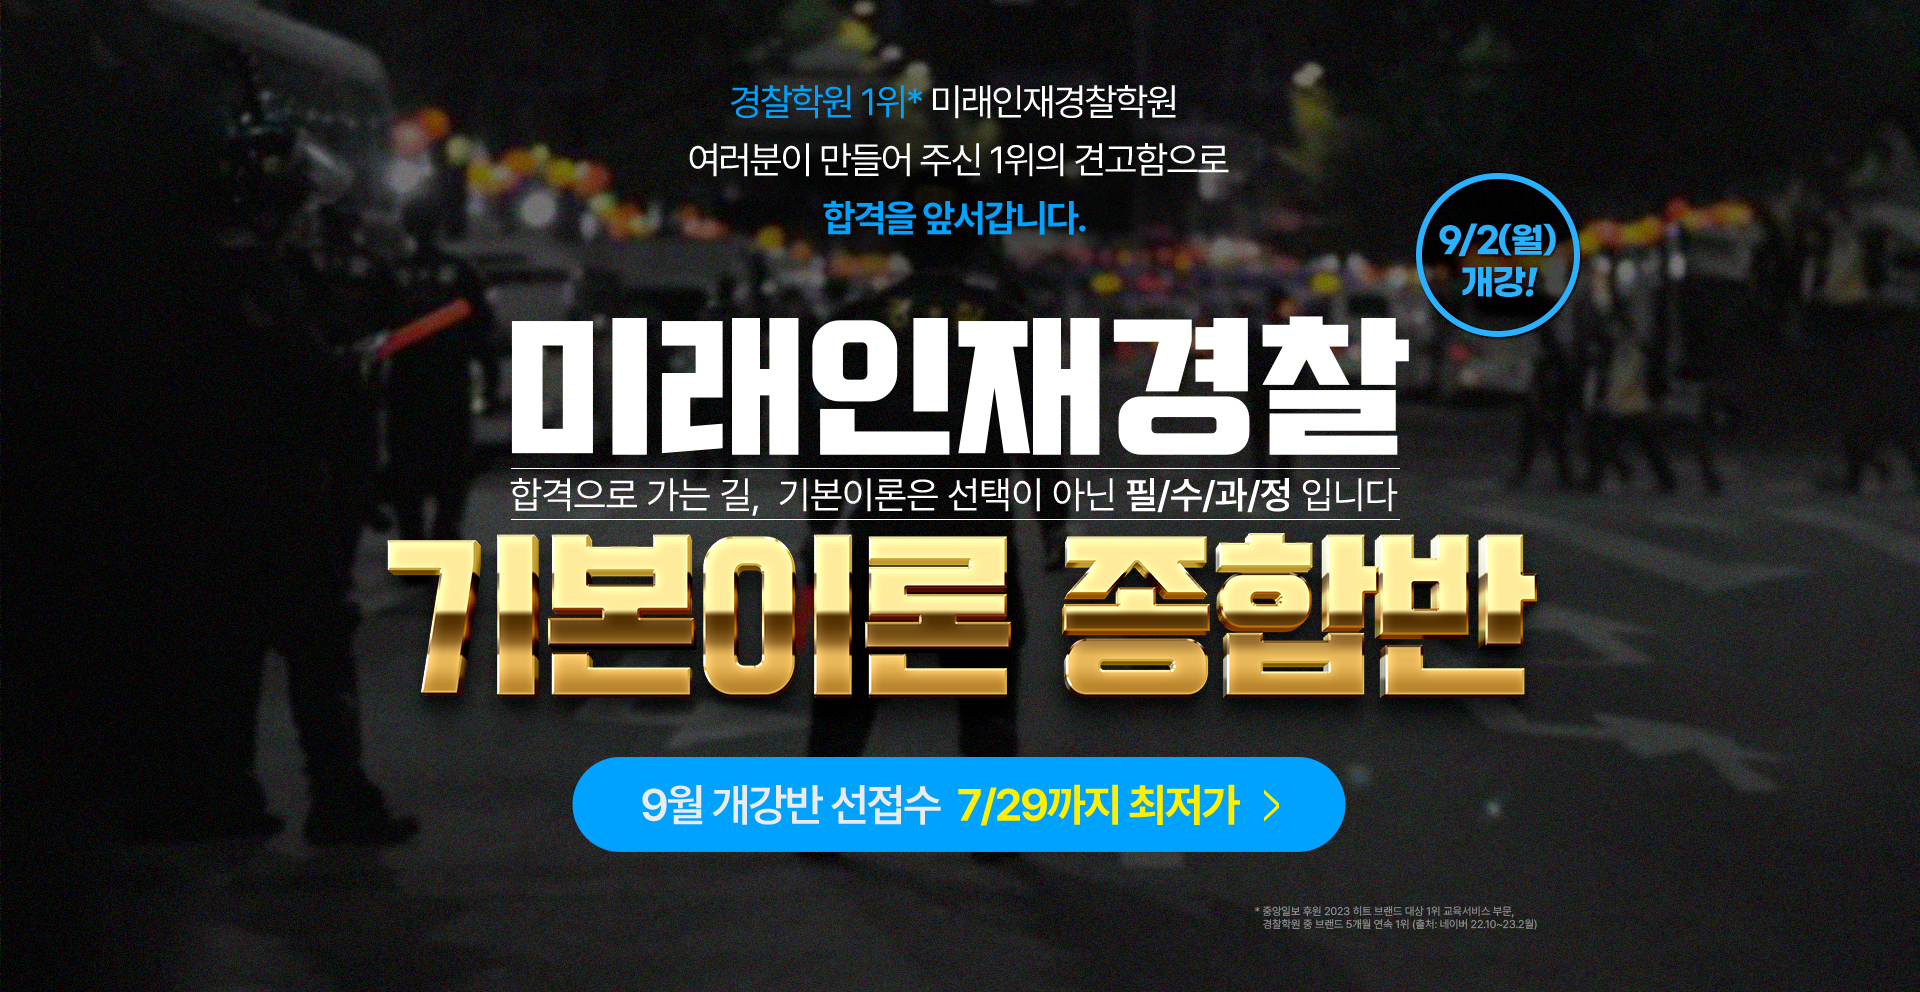 경찰학원 1위* 미래인재경찰학원
여러분이 만들어 주신 1위의 견고함으로
합격을 앞서갑니다.
9/2(월)
개강!
미래인재경찰
합격으로 가는 길, 기본이론은 선택이 아닌 필/수/과/정 입니다
기본이론 종합반
9월 개강반 선접수 7/29까지 최저가 >
* 중앙일보 후원 2023 히트 브랜드 대상 1위 교육서비스 부문,
경찰학원 중 브랜드 5개월 연속 1위 (출처: 네이버 22.10~23.2월)